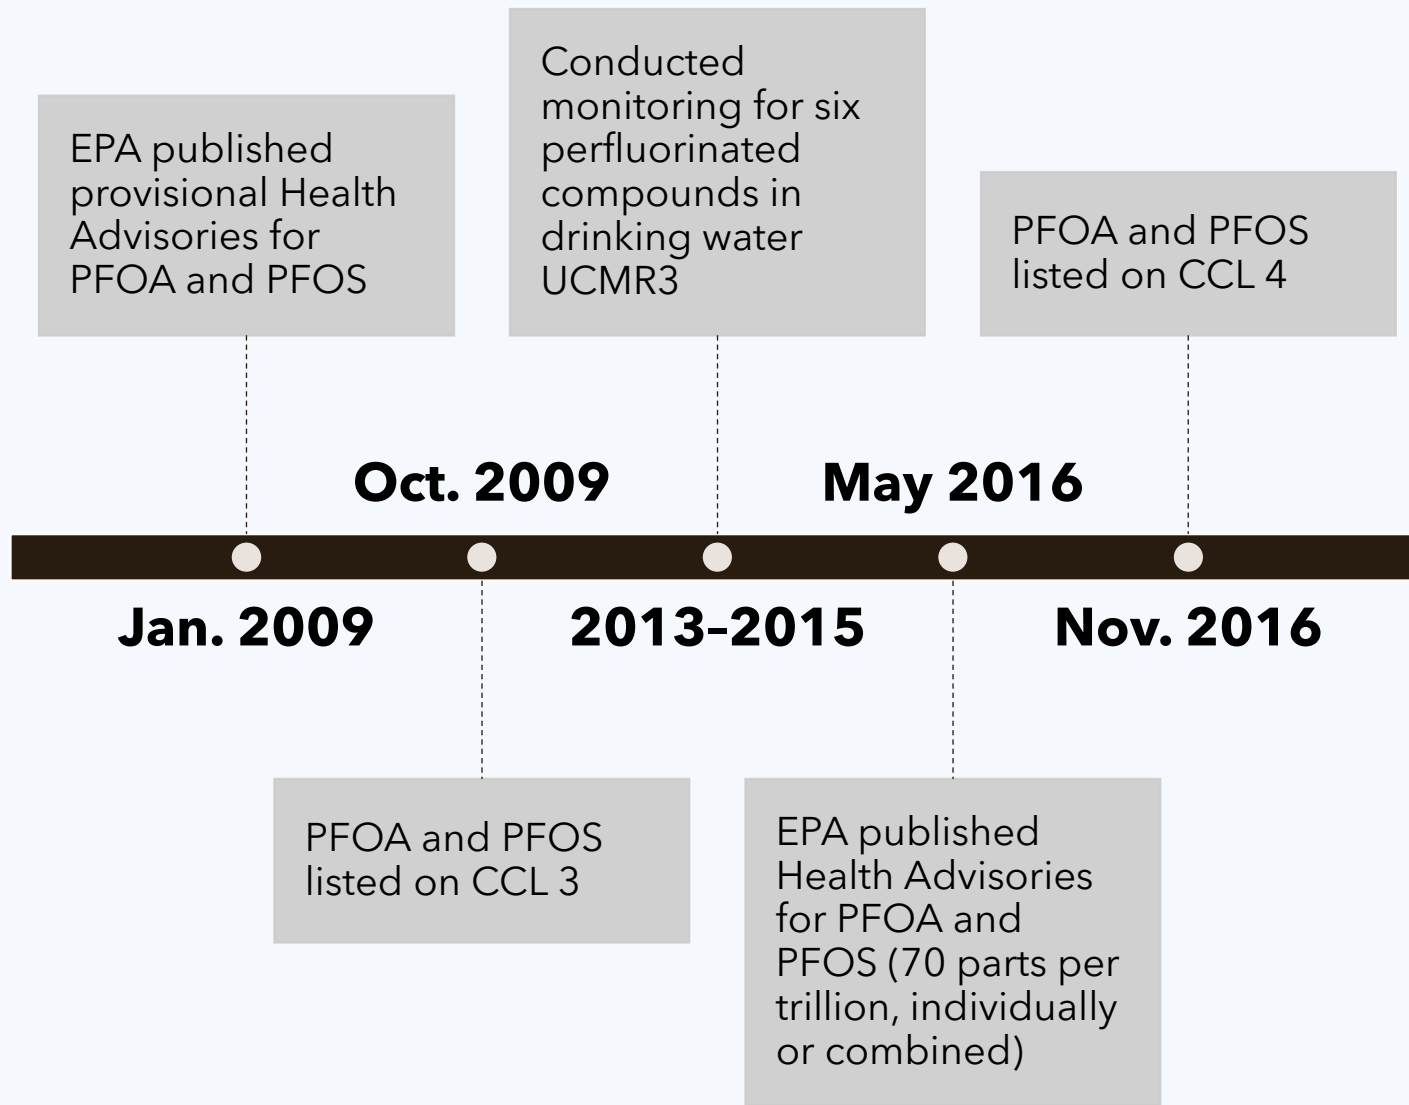 EPA published
provisional Health
Advisories for
PFOA and PFOS
Conducted
monitoring for six
perfluorinated
compounds in
drinking water
UCMR3
PFOA and PFOS
listed on CCL 4
Oct. 2009
May 2016
Jan. 2009
2013–2015
Nov. 2016
PFOA and PFOS
listed on CCL 3
EPA published
Health Advisories
for PFOA and
PFOS (70 parts per
trillion, individually
or combined)